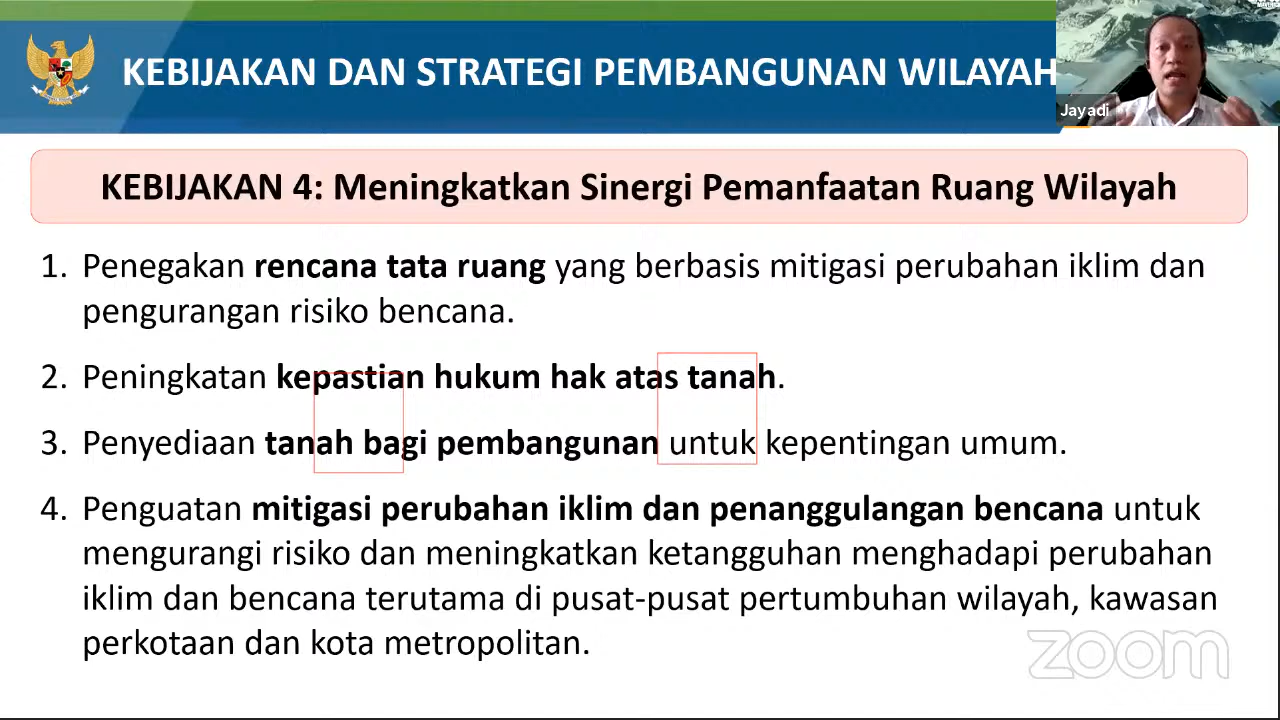 KEBIJAKAN DAN STRATEGI PEMBANGUNAN WILAYAH
Jayadi
KEBIJAKAN 4: Meningkatkan Sinergi Pemanfaatan Ruang Wilayah
1. Penegakan rencana tata ruang yang berbasis mitigasi perubahan iklim dan
pengurangan risiko bencana.
2. Peningkatan kepastian hukum hak atas tanah.
3. Penyediaan tanah bagi pembangunan untuk kepentingan umum.
4. Penguatan mitigasi perubahan iklim dan penanggulangan bencana untuk
mengurangi risiko dan meningkatkan ketangguhan menghadapi perubahan
iklim dan bencana terutama di pusat-pusat pertumbuhan wilayah, kawasan
perkotaan dan kota metropolitan.
zoom